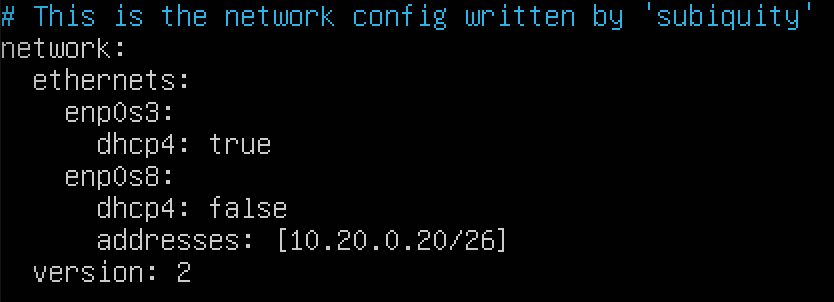 # This is the network config written by 'subiquity'
network:
  ethernets:
    enp0s3:
      dhcp4: true
    enp0s8:
      dhcp4: false
      addresses: [10.20.0.20/26]
  version: 2